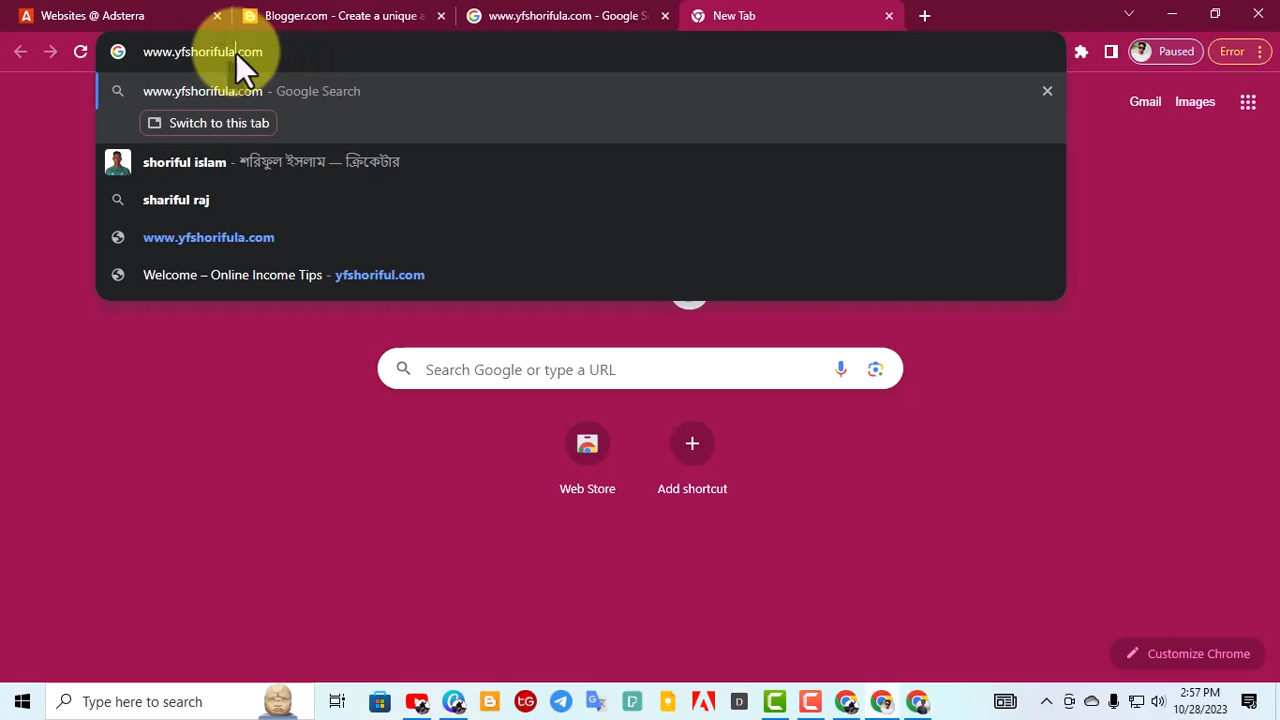 Websites @ Adsterra
Blogger.com - Create a unique a
www.yfshorifula.com - Google S
New Tab
www.yfshorifula.com
Paused
Error
www.yfshorifula.com - Google Search
Switch to this tab
Gmail
Images
shoriful islam - শরিফুল ইসলাম — ক্রিকেটার
shariful raj
www.yfshorifula.com
Welcome – Online Income Tips - yfshoriful.com
Search Google or type a URL
Web Store
Add shortcut
Customize Chrome
Type here to search
2:57 PM
10/28/2023